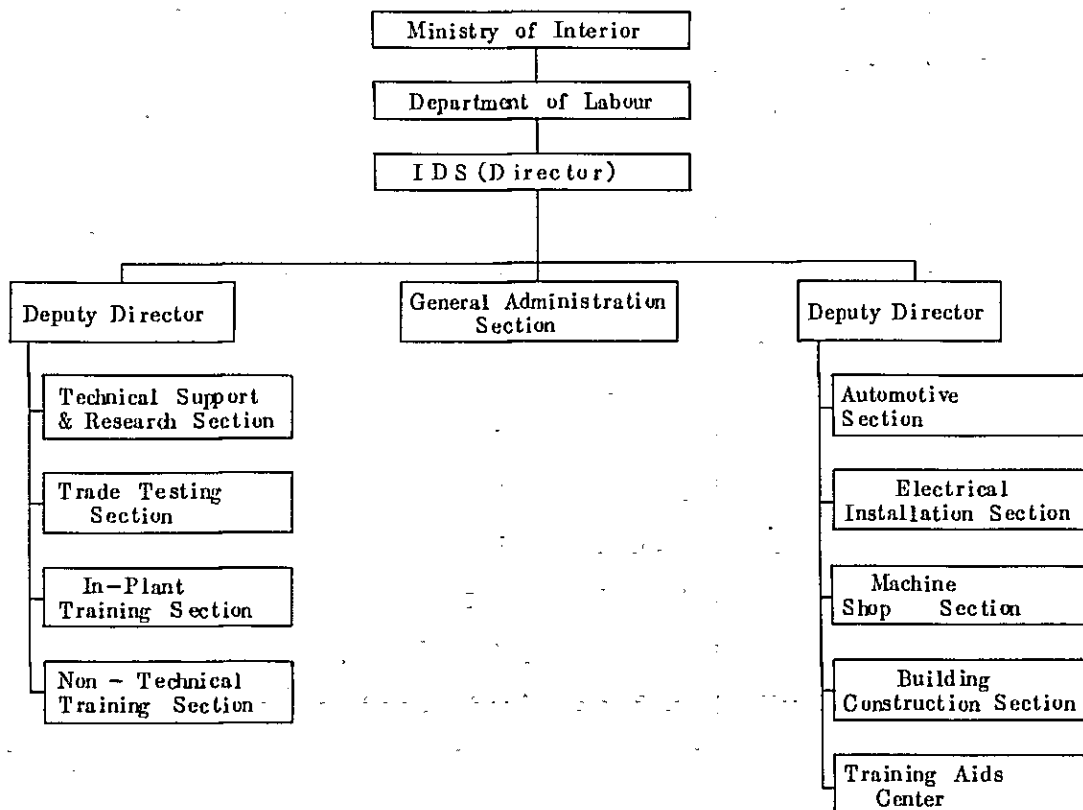 Ministry of Interior
Department of Labour
IDS (Director)
Deputy Director
General Administration
Section
Deputy Director
Technical Support
& Research Section
Trade Testing
Section
In-Plant
Training Section
Non - Technical
Training Section
Automotive
Section
Electrical
Installation Section
Machine
Shop Section
Building
Construction Section
Training Aids
Center